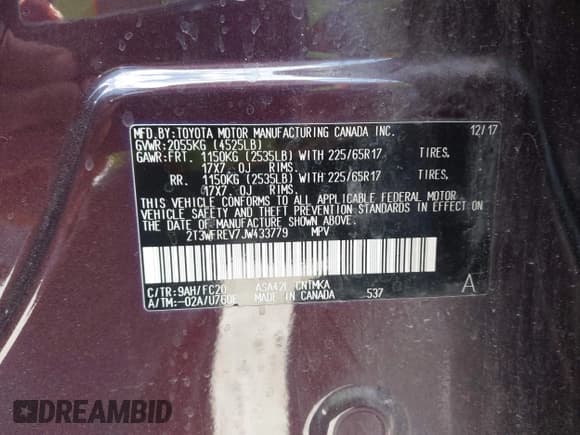 MFD.BY:TOYOTA MOTOR MANUFACTURING CANADA INC. 12/17
GVWR: 2055KG (4525LB)
GAWR:FRT. 1150KG (2535LB) WITH 225/65R17 TIRES,
17X7.0J RIMS.
RR. 1150KG (2535LB) WITH 225/65R17 TIRES,
17X7.0J RIMS.
THIS VEHICLE CONFORMS TO ALL APPLICABLE FEDERAL MOTOR
VEHICLE SAFETY AND THEFT PREVENTION STANDARDS IN EFFECT ON
THE DATE OF MANUFACTURE SHOWN ABOVE.
2T3WFREV7JW433779 MPV
C/TR:9AH/FC20 ASA42L CNTMKA
A/TM:-02A/U760E MADE IN CANADA 537 A
DREAMBID